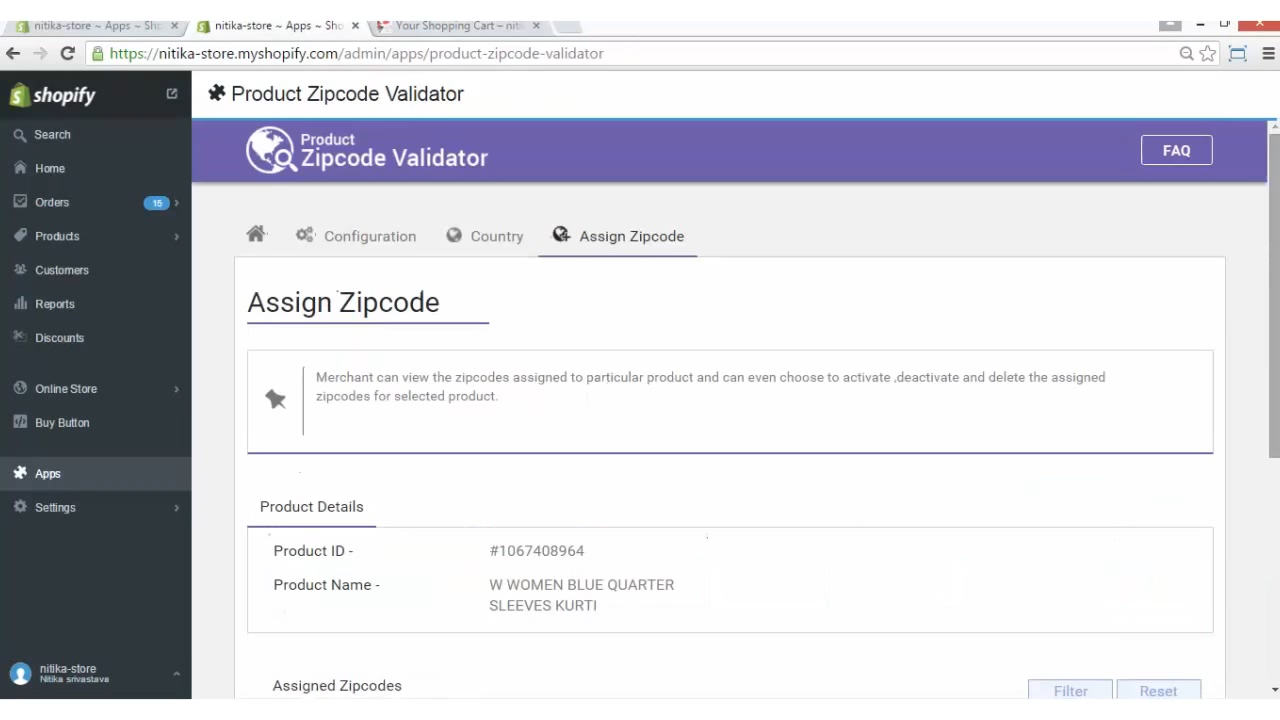 nitika-store ~ Apps ~ Sho
nitika-store ~ Apps ~ Sho
Your Shopping Cart – niti
https://nitika-store.myshopify.com/admin/apps/product-zipcode-validator
shopify
Product Zipcode Validator
Search
Home
Orders 15
Products
Customers
Reports
Discounts
Online Store
Buy Button
Apps
Settings
nitika-store
Nitika srivastava
Product
Zipcode Validator
FAQ
Configuration
Country
Assign Zipcode
Assign Zipcode
Merchant can view the zipcodes assigned to particular product and can even choose to activate ,deactivate and delete the assigned
zipcodes for selected product.
Product Details
Product ID - #1067408964
Product Name - W WOMEN BLUE QUARTER
SLEEVES KURTI
Assigned Zipcodes
Filter
Reset